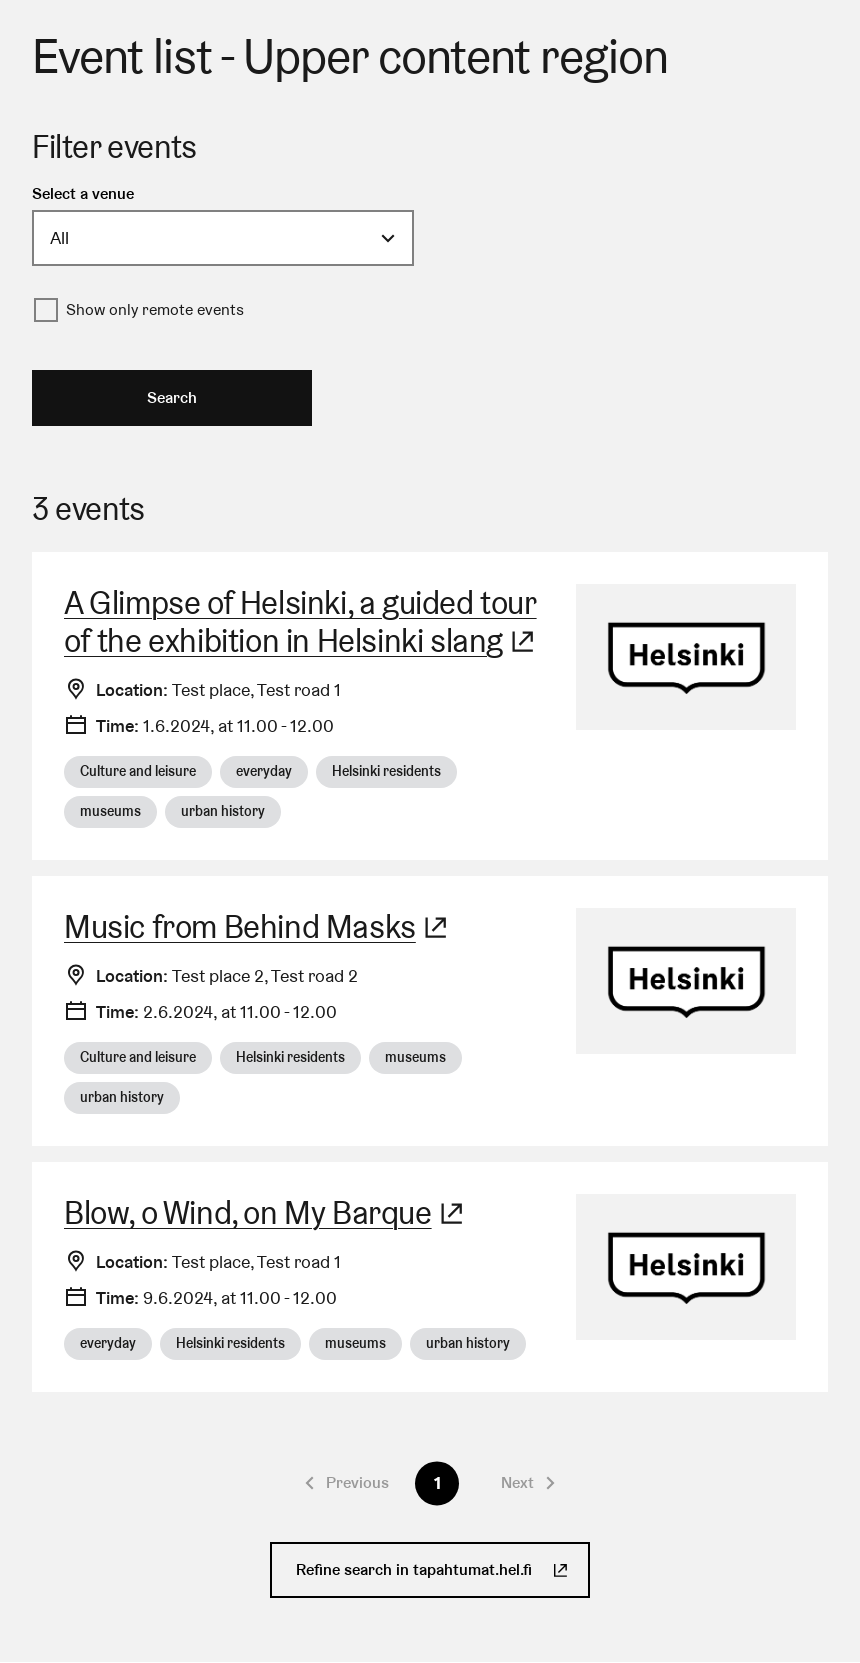 Event list - Upper content region
Filter events
Select a venue
All
Show only remote events
Search
3 events
A Glimpse of Helsinki, a guided tour
of the exhibition in Helsinki slang
Helsinki
Location: Test place, Test road 1
Time: 1.6.2024, at 11.00 - 12.00
Culture and leisure everyday Helsinki residents
museums urban history
Music from Behind Masks
Helsinki
Location: Test place 2, Test road 2
Time: 2.6.2024, at 11.00 - 12.00
Culture and leisure Helsinki residents museums
urban history
Blow, o Wind, on My Barque
Helsinki
Location: Test place, Test road 1
Time: 9.6.2024, at 11.00 - 12.00
everyday Helsinki residents museums urban history
Previous 1 Next
Refine search in tapahtumat.hel.fi